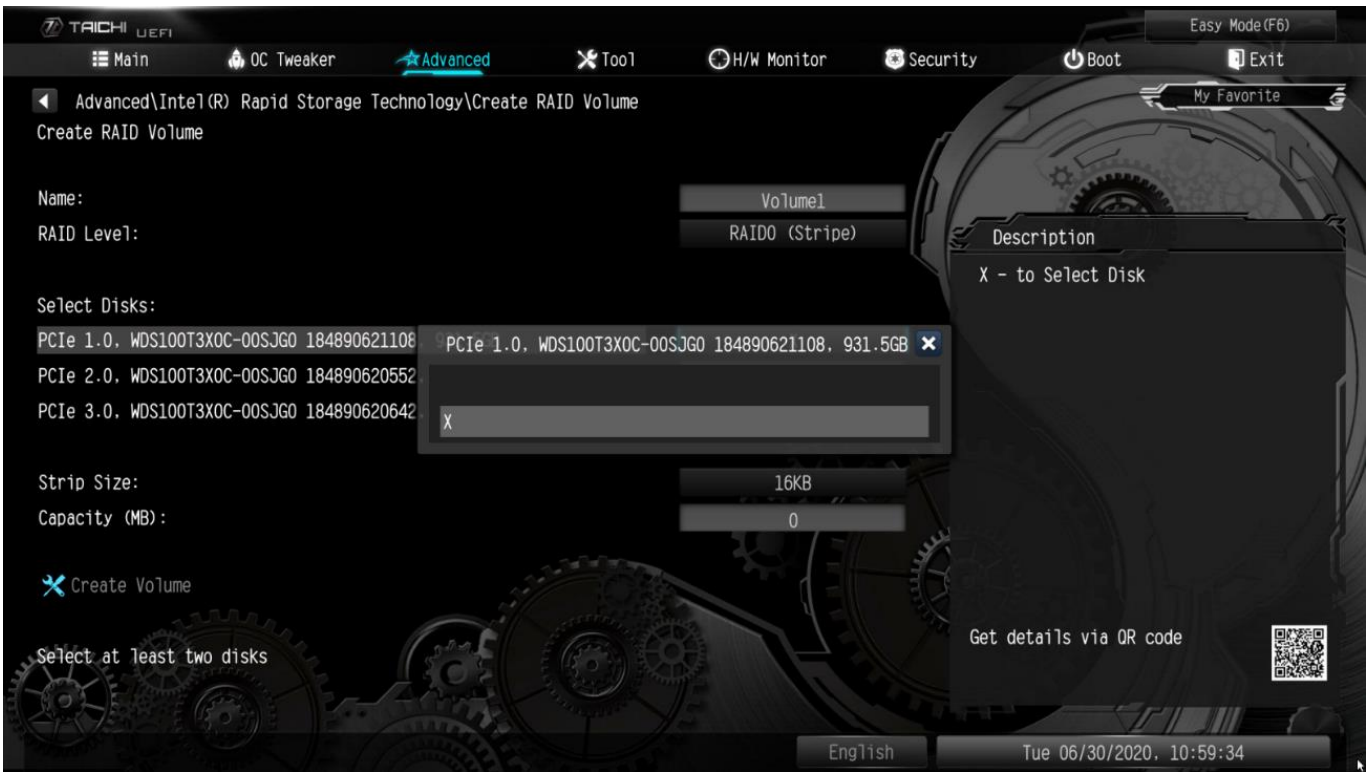 TAICHI UEFI
Easy Mode(F6)
Main OC Tweaker Advanced Tool H/W Monitor Security Boot Exit
Advanced\Intel(R) Rapid Storage Technology\Create RAID Volume
My Favorite
Create RAID Volume
Name: Volume1
RAID Level: RAID0 (Stripe)
Description
X - to Select Disk
Select Disks:
PCIe 1.0, WDS100T3X0C-00SJG0 184890621108,
PCIe 1.0, WDS100T3X0C-00SJG0 184890621108, 931.5GB
PCIe 2.0, WDS100T3X0C-00SJG0 184890620552,
PCIe 3.0, WDS100T3X0C-00SJG0 184890620642,
X
Strip Size: 16KB
Capacity (MB): 0
Create Volume
Get details via QR code
Select at least two disks
English
Tue 06/30/2020, 10:59:34